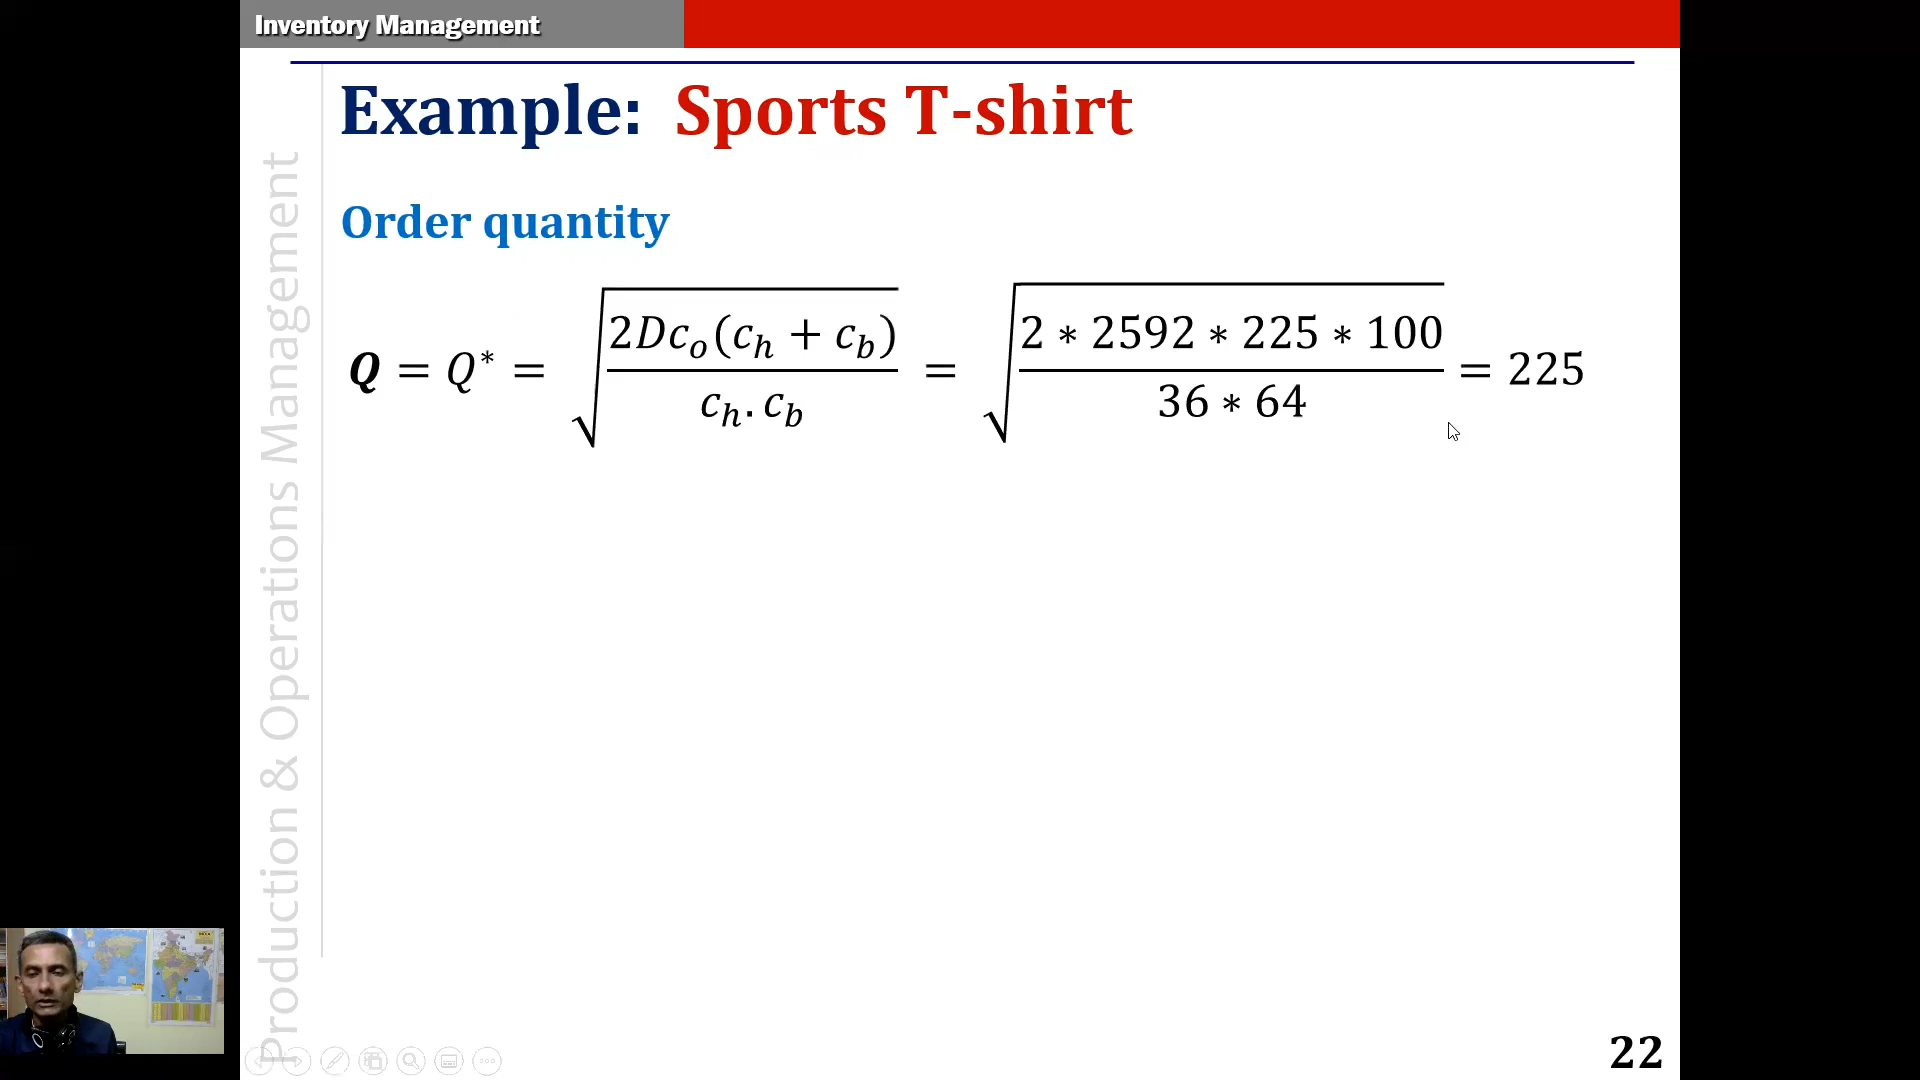 Inventory Management
Example: Sports T-shirt
Order quantity
Q = Q* = √(2Dc_o(c_h + c_b) / c_h.c_b) = √(2 * 2592 * 225 * 100 / 36 * 64) = 225
Production & Operations Management
22